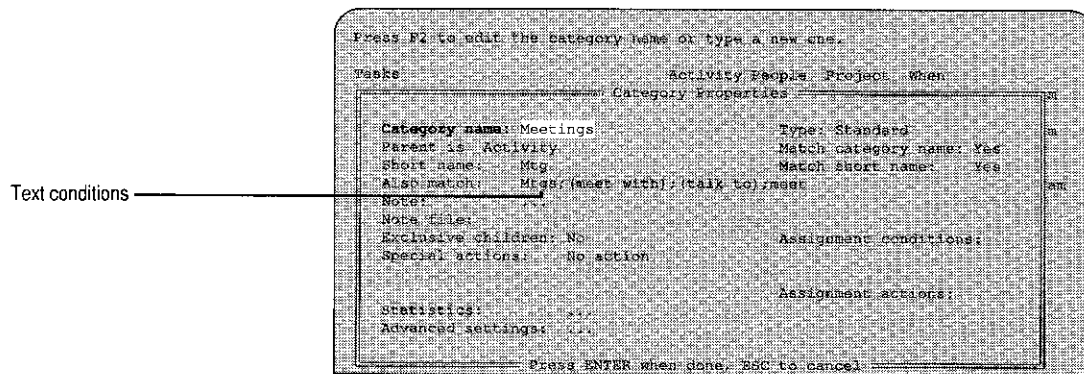 Press F2 to edit the category name or type a new one.
Tasks Activity People Project When
Category Properties m
Category name: Meetings Type: Standard m
Parent is Activity Match category name: Yes
Short name: Mtg Match short name: Yes
Text conditions Also match: Mtgs;(meet with);(talk to);meet am
Note: ...
Note file:
Exclusive children: No Assignment conditions:
Special actions: No action
Assignment actions:
Statistics: ...
Advanced settings: ...
Press ENTER when done, ESC to cancel